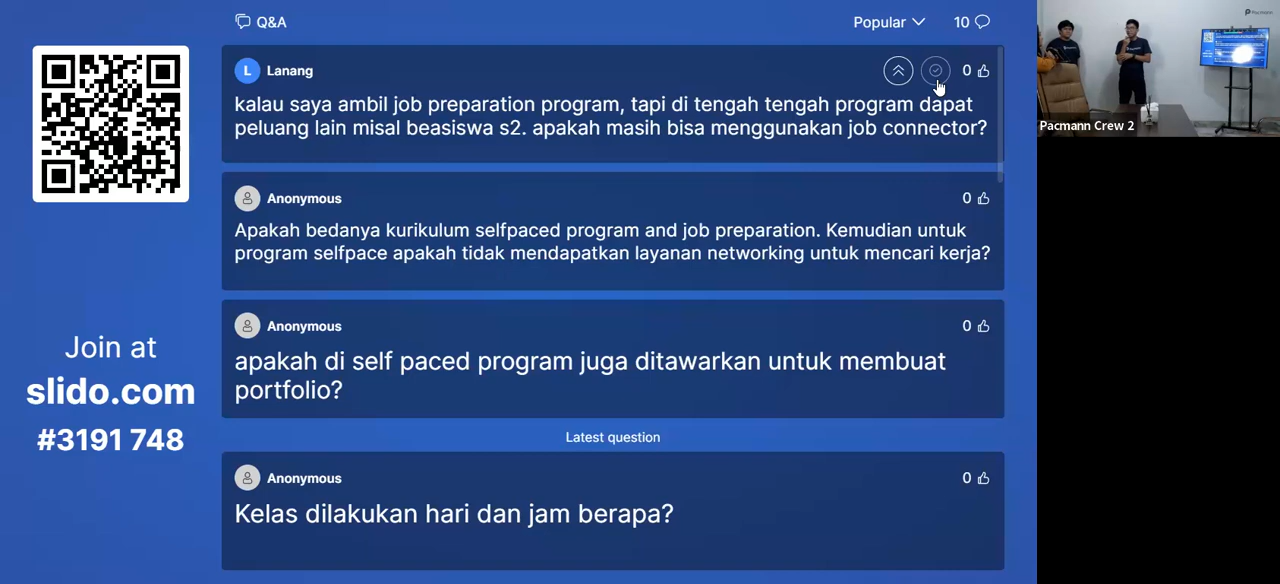 Q&A
Popular
10
L
Lanang
0
kalau saya ambil job preparation program, tapi di tengah tengah program dapat
peluang lain misal beasiswa s2. apakah masih bisa menggunakan job connector?
Anonymous
0
Apakah bedanya kurikulum selfpaced program and job preparation. Kemudian untuk
program selfpace apakah tidak mendapatkan layanan networking untuk mencari kerja?
Anonymous
0
apakah di self paced program juga ditawarkan untuk membuat
portfolio?
Latest question
Anonymous
0
Kelas dilakukan hari dan jam berapa?
Join at
slido.com
#3191 748
Pacmann
Pacmann Crew 2